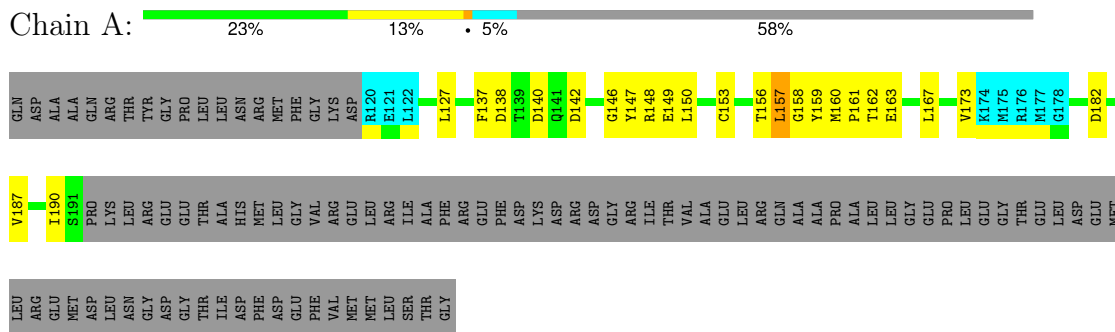 Chain A:
23% 13% • 5% 58%
GLN ASP ALA ALA GLN ARG THR TYR GLY PRO LEU LEU ASN ARG MET PHE GLY LYS ASP R120 E121 L122 L127 F137 D138 T139 D140 Q141 D142 G146 Y147 R148 E149 L150 C153 T156 L157 G158 Y159 M160 P161 T162 E163 L167 V173 K174 M175 R176 M177 G178 D182
V187 I190 S191 PRO LYS LEU ARG GLU GLU THR ALA HIS MET LEU GLY VAL ARG GLU LEU ARG ILE ALA PHE ARG GLU PHE ASP LYS ASP ARG ASP GLY ARG ILE THR VAL ALA GLU LEU ARG GLN ALA ALA PRO ALA LEU LEU GLY GLU PRO LEU GLU GLY THR GLU LEU ASP GLU MET
LEU ARG GLU MET ASP LEU ASN GLY ASP GLY THR ILE ASP PHE ASP GLU PHE VAL MET MET LEU SER THR GLY